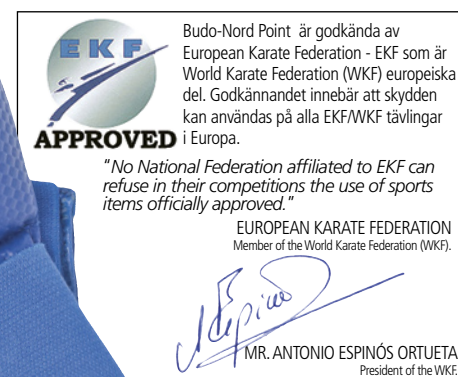 EKF
APPROVED
Budo-Nord Point är godkända av
European Karate Federation - EKF som är
World Karate Federation (WKF) europeiska
del. Godkännandet innebär att skydden
kan användas på alla EKF/WKF tävlingar
i Europa.
"No National Federation affiliated to EKF can
refuse in their competitions the use of sports
items officially approved."
EUROPEAN KARATE FEDERATION
Member of the World Karate Federation (WKF).
MR. ANTONIO ESPINÓS ORTUETA
President of the WKF.